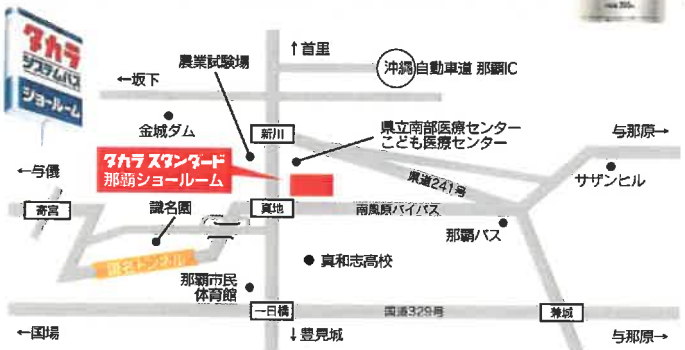 タカラ
システムバス
ショールーム
↑首里
農業試験場
沖縄 自動車道 那覇IC
←坂下
金城ダム
新川
県立南部医療センター
こども医療センター
与那原→
←与儀
タカラスタンダード
那覇ショールーム
県道241号
サザンヒル
寄宮
識名園
真地
南風原バイパス
那覇バス
識名トンネル
真和志高校
那覇市民
体育館
一日橋
国道329号
兼城
←国場
↓豊見城
与那原→